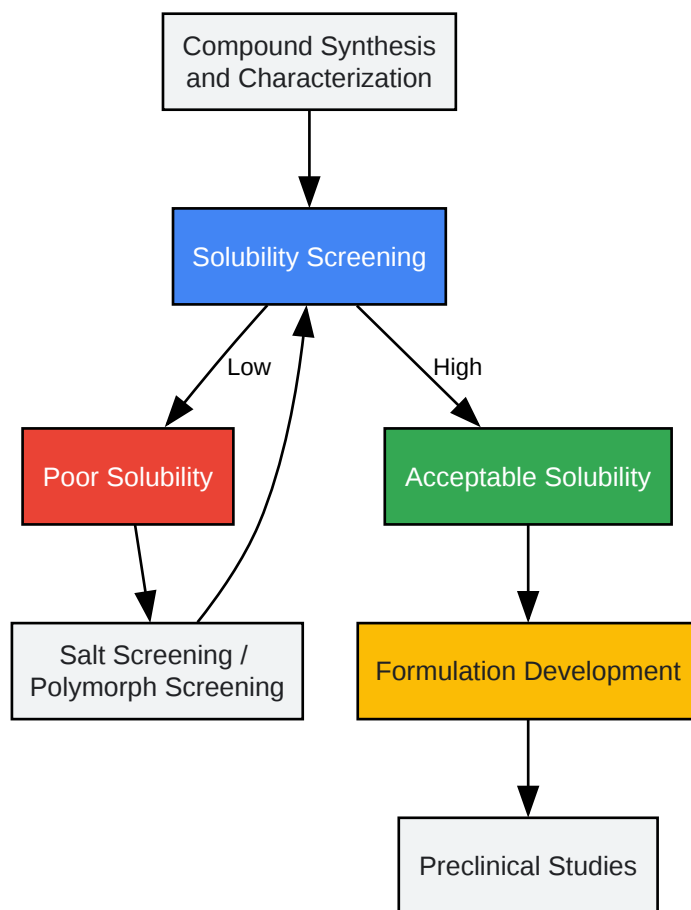 Compound Synthesis
and Characterization
Solubility Screening
Low
High
Poor Solubility
Acceptable Solubility
Salt Screening /
Polymorph Screening
Formulation Development
Preclinical Studies